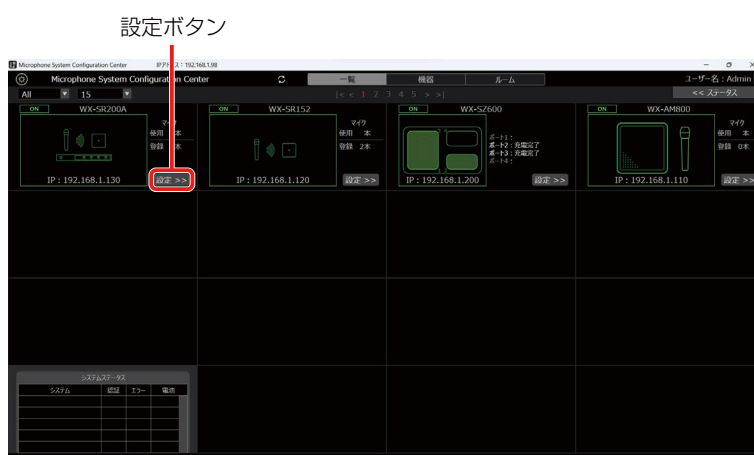 設定ボタン
Microphone System Configuration Center IPアドレス : 192.168.1.98
Microphone System Configuration Center 一覧 機器 ルーム ユーザー名 : Admin
All 15 |< < 1 2 3 4 5 > >| << ステータス
ON WX-SR200A
マイク
使用 本
登録 本
IP : 192.168.1.130 設定 >>
ON WX-SR152
マイク
使用 本
登録 2本
IP : 192.168.1.120 設定 >>
ON WX-SZ600
ポート1 :
ポート2 : 充電完了
ポート3 : 充電完了
ポート4 :
IP : 192.168.1.200 設定 >>
ON WX-AM800
マイク
使用 本
登録 0本
IP : 192.168.1.110 設定 >>
システムステータス
システム 認証 エラー 電池